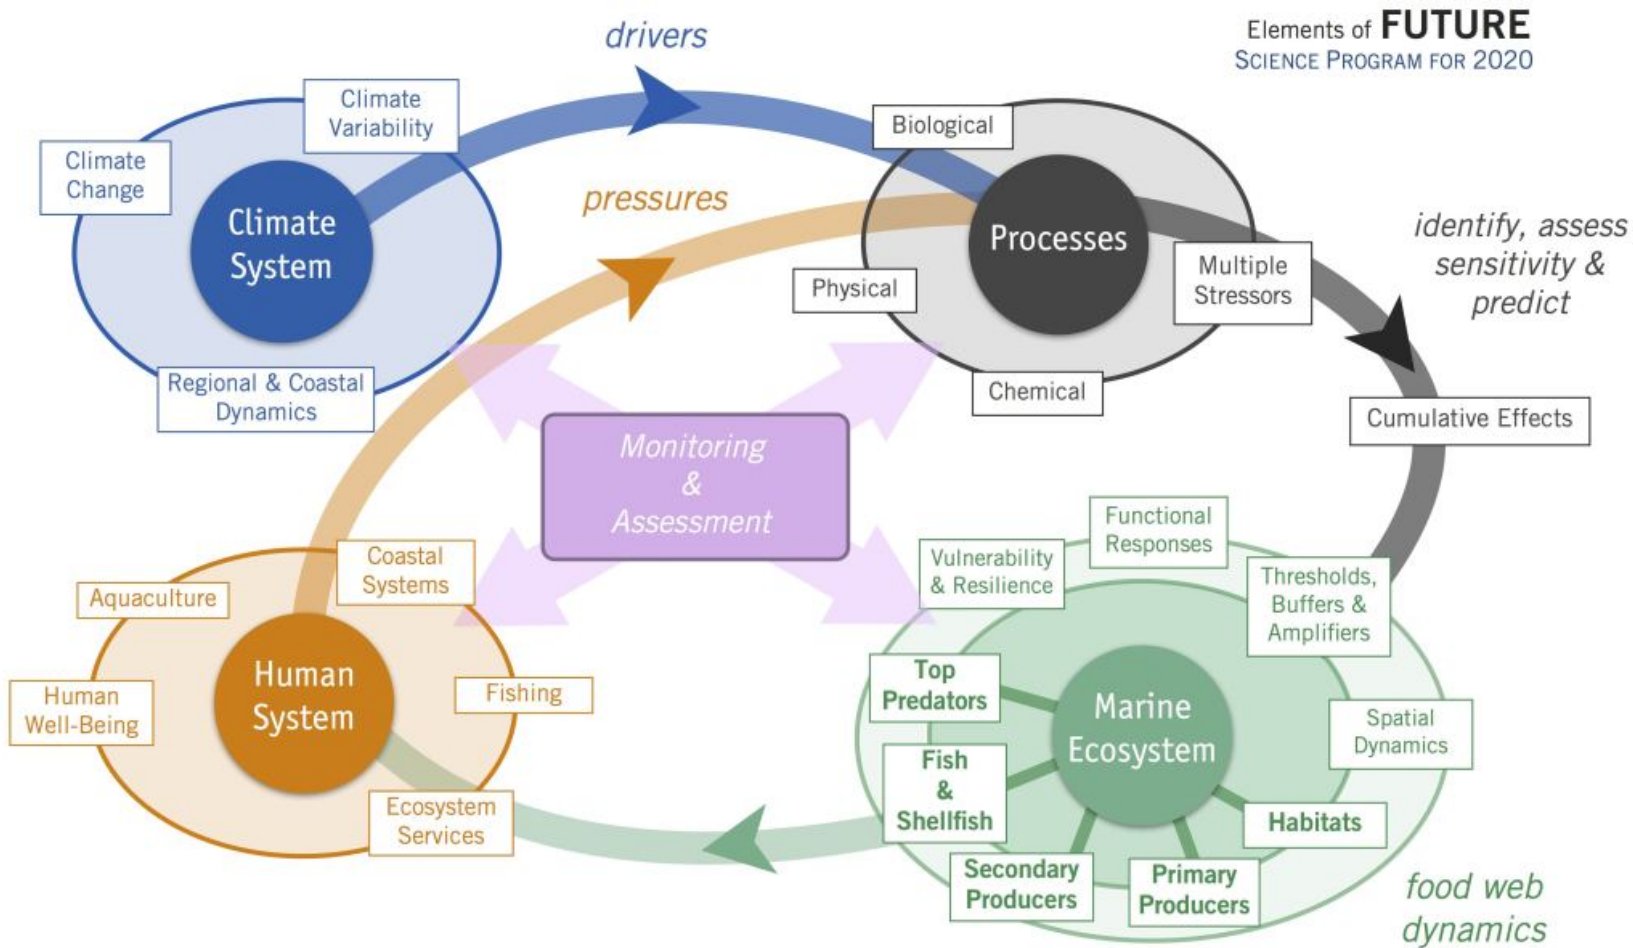 Elements of FUTURE
SCIENCE PROGRAM FOR 2020
drivers
Climate
Variability
Climate
Change
Climate
System
Regional & Coastal
Dynamics
pressures
Biological
Processes
Physical
Multiple
Stressors
Chemical
identify, assess
sensitivity &
predict
Cumulative Effects
Monitoring
&
Assessment
Coastal
Systems
Aquaculture
Human
System
Human
Well-Being
Fishing
Ecosystem
Services
Functional
Responses
Vulnerability
& Resilience
Thresholds,
Buffers &
Amplifiers
Top
Predators
Marine
Ecosystem
Spatial
Dynamics
Fish
&
Shellfish
Habitats
Secondary
Producers
Primary
Producers
food web
dynamics